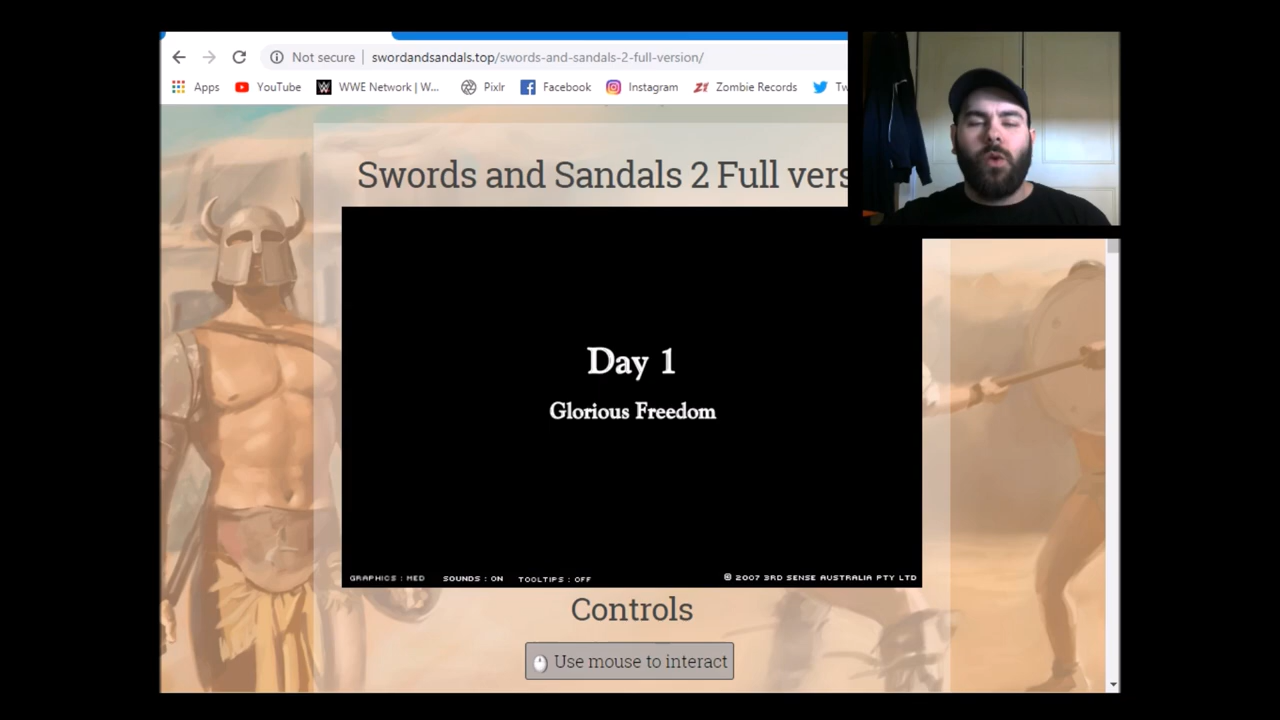 Not secure | swordandsandals.top/swords-and-sandals-2-full-version/
Apps YouTube WWE Network | W... Pixlr Facebook Instagram Z1 Zombie Records Tw
Swords and Sandals 2 Full vers
Day 1
Glorious Freedom
GRAPHICS : MED SOUNDS : ON TOOLTIPS : OFF © 2007 3RD SENSE AUSTRALIA PTY LTD
Controls
Use mouse to interact